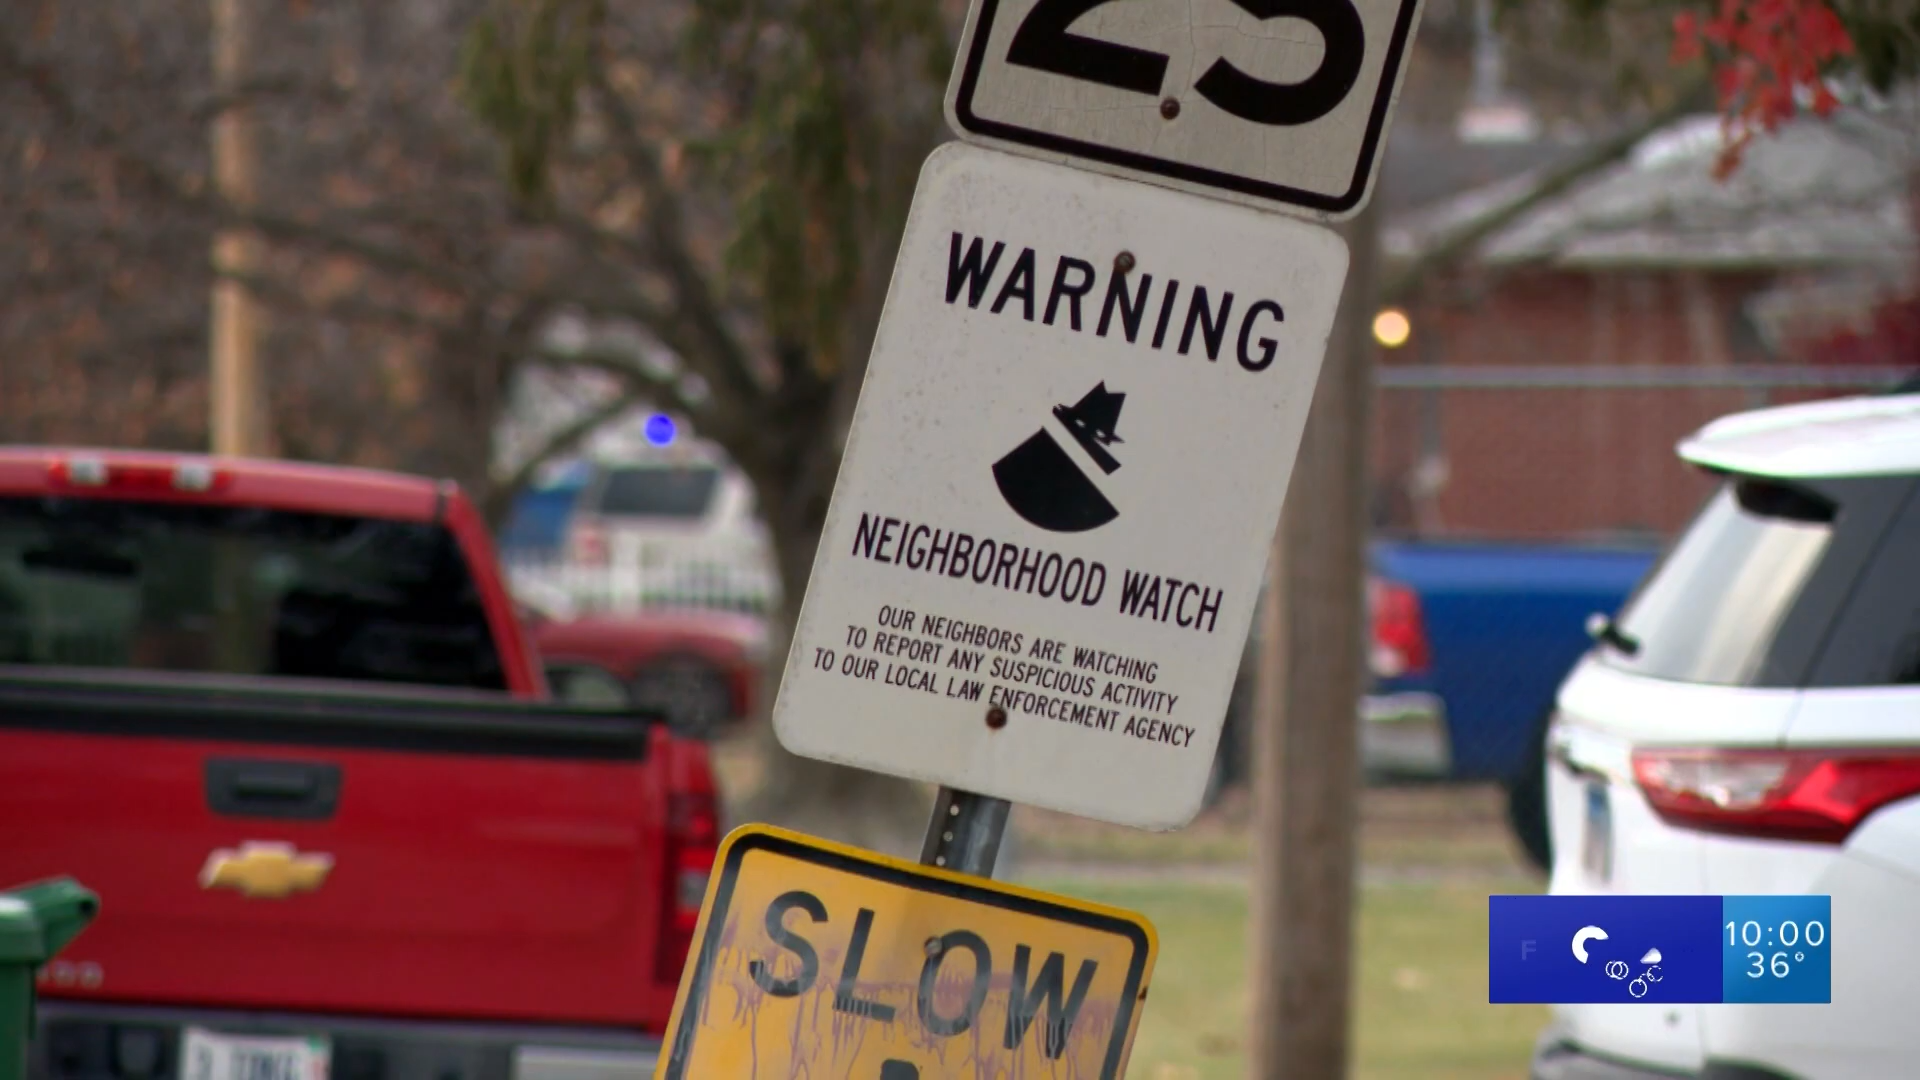 25
WARNING
NEIGHBORHOOD WATCH
OUR NEIGHBORS ARE WATCHING
TO REPORT ANY SUSPICIOUS ACTIVITY
TO OUR LOCAL LAW ENFORCEMENT AGENCY
SLOW
F
10:00
36°